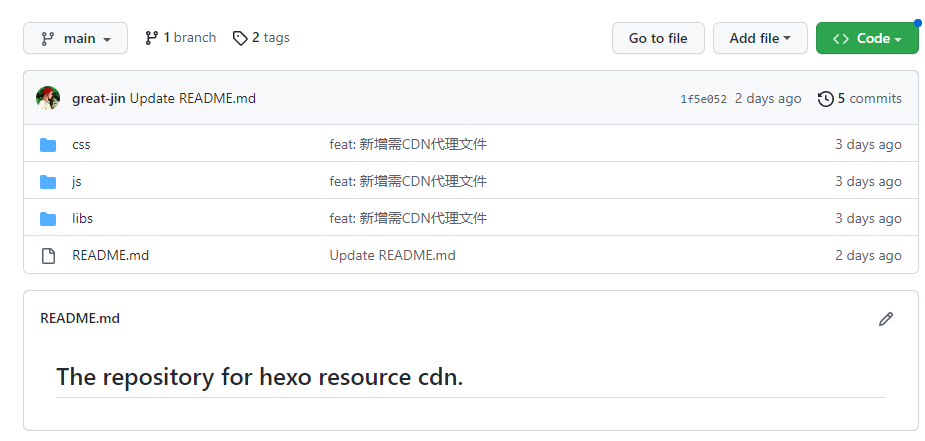 main 1 branch 2 tags Go to file Add file Code
great-jin Update README.md 1f5e052 2 days ago 5 commits
css feat: 新增需CDN代理文件 3 days ago
js feat: 新增需CDN代理文件 3 days ago
libs feat: 新增需CDN代理文件 3 days ago
README.md Update README.md 2 days ago
README.md
The repository for hexo resource cdn.